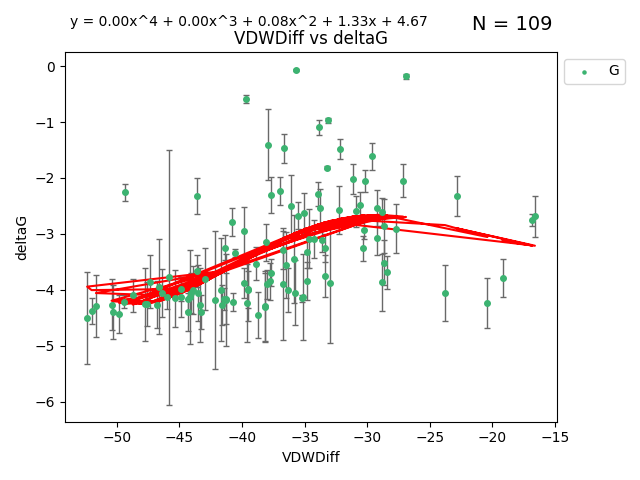 y = 0.00x^4 + 0.00x^3 + 0.08x^2 + 1.33x + 4.67
N = 109
VDWDiff vs deltaG
G
deltaG
0
−1
−2
−3
−4
−5
−6
−50
−45
−40
−35
−30
−25
−20
−15
VDWDiff